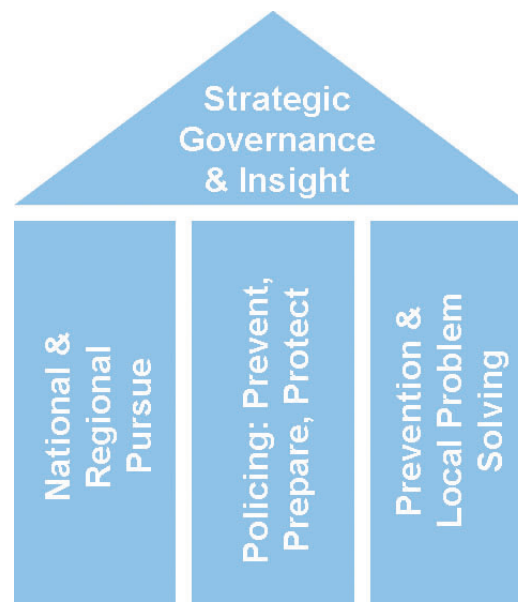 Strategic
Governance
& Insight
National &
Regional
Pursue
Policing: Prevent,
Prepare, Protect
Prevention &
Local Problem
Solving